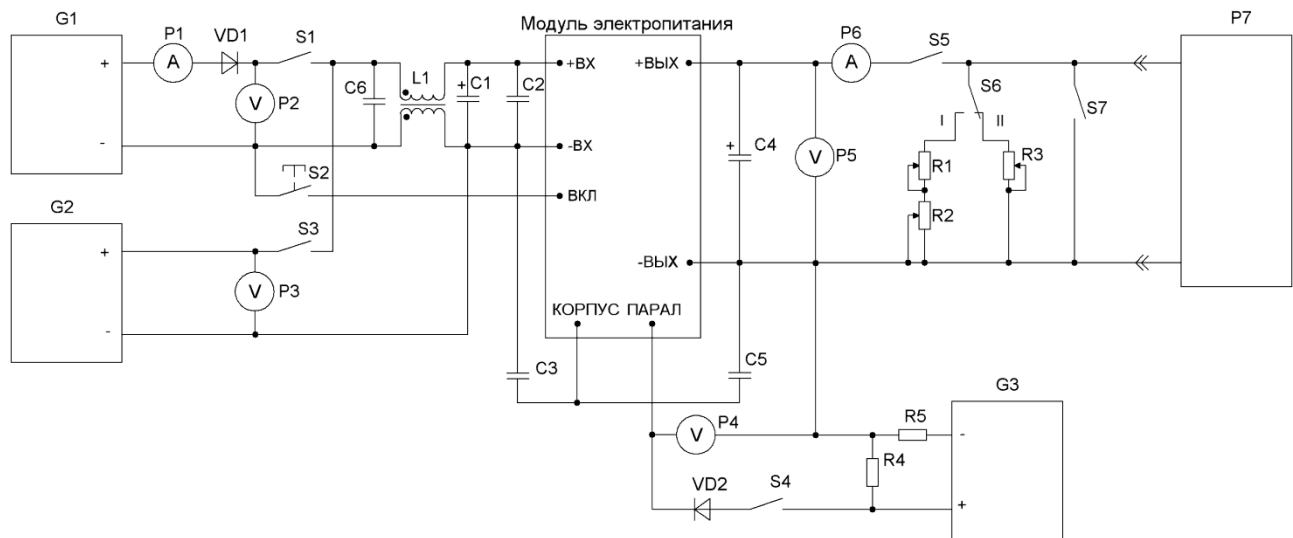 G1
P1
VD1
S1
Модуль электропитания
P6
S5
P7
+
A
+ВХ
+ВЫХ
A
L1
C6
+
C1
C2
S6
V
P2
I
II
S7
-
-ВХ
+
C4
V
P5
R1
R3
S2
ВКЛ
G2
R2
S3
+
-ВЫХ
V
P3
КОРПУС
ПАРАЛ
-
C3
C5
G3
P4
R5
V
-
R4
VD2
S4
+